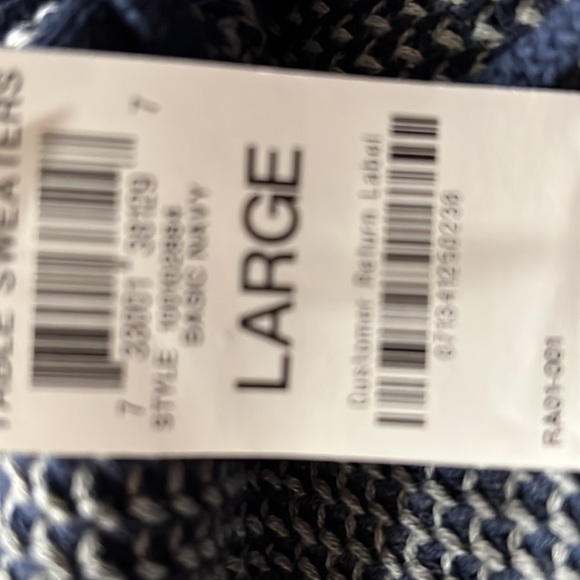 TABLE SWEATERS
7 33001 38129 7
STYLE
BASIC NAVY
LARGE
Customer Return Label
RA01-001